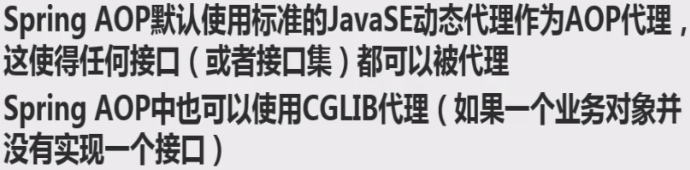 Spring AOP默认使用标准的JavaSE动态代理作为AOP代理，
这使得任何接口（或者接口集）都可以被代理
Spring AOP中也可以使用CGLIB代理（如果一个业务对象并
没有实现一个接口）